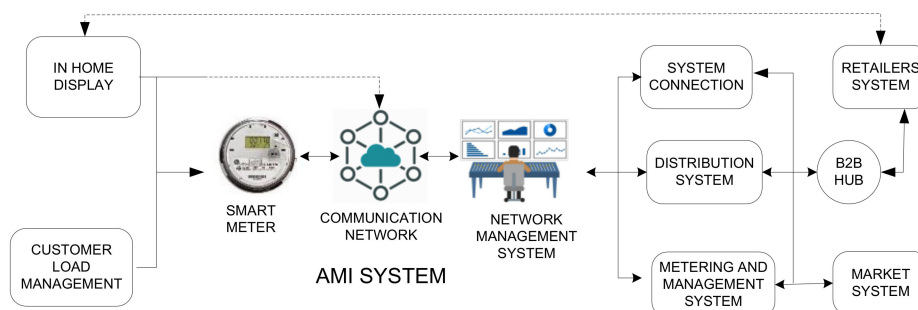 IN HOME
DISPLAY
SYSTEM
CONNECTION
RETAILERS
SYSTEM
SMART
METER
COMMUNICATION
NETWORK
NETWORK
MANAGEMENT
SYSTEM
DISTRIBUTION
SYSTEM
B2B
HUB
CUSTOMER
LOAD
MANAGEMENT
AMI SYSTEM
METERING AND
MANAGEMENT
SYSTEM
MARKET
SYSTEM